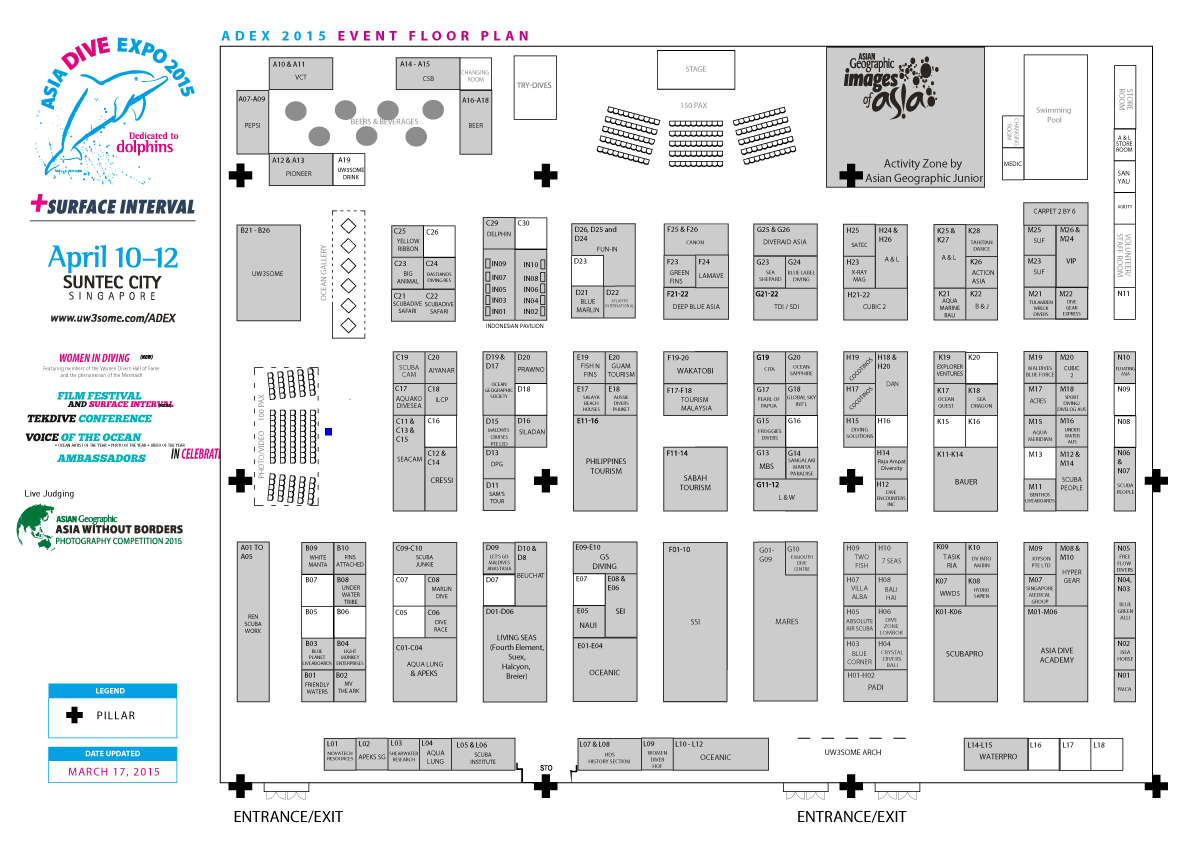 ADEX 2015 EVENT FLOOR PLAN
ASIA DIVE EXPO 2015
Dedicated to
dolphins
+SURFACE INTERVAL
April 10–12
SUNTEC CITY
SINGAPORE
www.uw3some.com/ADEX
WOMEN IN DIVING (NEW)
Featuring members of the Women Divers Hall of Fame
and the phenomenon of the Mermaid!
FILM FESTIVAL
AND SURFACE INTERVAL
TEKDIVE CONFERENCE
VOICE OF THE OCEAN
• OCEAN ARTIST OF THE YEAR • PHOTO OF THE YEAR • VIDEO OF THE YEAR
AMBASSADORS
IN CELEBRATI
Live Judging
ASIAN Geographic
ASIA WITHOUT BORDERS
PHOTOGRAPHY COMPETITION 2015
LEGEND
PILLAR
DATE UPDATED
MARCH 17, 2015
A10 & A11
VCT
A14 - A15
CSB
CHANGING
ROOM
TRY-DIVES
A07-A09
PEPSI
BEERS & BEVERAGES
A16-A18
BEER
A12 & A13
PIONEER
A19
UW3SOME
DRINK
STAGE
150 PAX
ASIAN
Geographic
images
of asia
Activity Zone by
Asian Geographic Junior
Swimming
Pool
CHANGING
ROOM
MEDIC
STORE
ROOM
A & L
STORE
ROOM
SAN
YAU
AGILITY
VOLUNTEER/
STAFF ROOM
N11
B21 - B26
UW3SOME
OCEAN GALLERY
C25
YELLOW
RIBBON
C26
C23
BIG
ANIMAL
C24
BASTIANOS
DIVING RES
C21
SCUBADIVE
SAFARI
C22
SCUBADIVE
SAFARI
C29
DELPHIN
C30
IN09
IN10
IN07
IN08
IN05
IN06
IN03
IN04
IN01
IN02
INDONESIAN PAVILION
D26, D25 and
D24
FUN-IN
D23
D21
BLUE
MARLIN
D22
ATLANTIS
INTERNATIONAL
F25 & F26
CANON
F23
GREEN
FINS
F24
LAMAVE
F21-22
DEEP BLUE ASIA
G25 & G26
DIVERAID ASIA
G23
SEA
SHEPARD
G24
BLUE LABEL
DIVING
G21-22
TDI / SDI
H25
SATEC
H24 &
H26
A & L
H23
X-RAY
MAG
H21-22
CUBIC 2
K25 &
K27
A & L
K28
TAHITIAN
DANCE
K26
ACTION
ASIA
K21
AQUA
MARINE
BALI
K22
B & J
CARPET 2 BY 6
M25
SUF
M26 &
M24
VIP
M23
SUF
M21
TULAMBEN
WRECK
DIVERS
M22
DIVE
GEAR
EXPRESS
PHOTO/VIDEO 100 PAX
C19
SCUBA
CAM
C20
AIYANAR
C17
AQUAKO
DIVESEA
C18
ILCP
C11 &
C13 &
C15
SEACAM
C16
C12 &
C14
CRESSI
D19 &
D17
OCEAN
GEOGRAPHIC
SOCIETY
D20
PRAWNO
D18
D15
MALDIVES
CRUISES
PTE LTD
D16
SILADAN
D13
DPG
D11
SAM'S
TOUR
E19
FISH N
FINS
E20
GUAM
TOURISM
E17
SALAYA
BEACH
HOUSES
E18
AUSSIE
DIVERS
PHUKET
E11-16
PHILIPPINES
TOURISM
F19-20
WAKATOBI
F17-F18
TOURISM
MALAYSIA
F11-14
SABAH
TOURISM
G19
CITA
G20
OCEAN
SAPPHIRE
G17
PEARL OF
PAPUA
G18
GLOBAL SKY
INT'L
G15
FROGGIES
DIVERS
G16
G13
MBS
G14
SANGALAKI
MANTA
PARADISE
G11-12
L & W
H19
COCOTINOS
H17
COCOTINOS
H18 &
H20
DAN
H15
DIVING
SOLUTIONS
H16
H14
Raja Ampat
Diversity
H12
DIVE
ENCOUNTERS
INC
K19
EXPLORER
VENTURES
K20
K17
OCEAN
QUEST
K18
SEA
DRAGON
K15
K16
K11-K14
BAUER
M19
MALDIVES
BLUE FORCE
M20
CUBIC
2
M17
ACRES
M18
SPORT
DIVING/
DIVELOG AUS
M15
AQUA
MERIDIAN
M16
UNDER
WATER
AUS
M13
M12 &
M14
SCUBA
PEOPLE
M11
BENTHOS
LIVEABOARDS
N10
FLOATING
ASIA
N09
N08
N06
&
N07
SCUBA
PEOPLE
A01 TO
A05
REN
SCUBA
WORK
B09
WHITE
MANTA
B10
FINS
ATTACHED
B07
B08
UNDER
WATER
TRIBE
B05
B06
B03
BLUE
PLANET
LIVEABOARDS
B04
LIGHT
MONKEY
ENTERPRISES
B01
FRIENDLY
WATERS
B02
MV
THE ARK
C09-C10
SCUBA
JUNKIE
C07
C08
MARLIN
DIVE
C05
C06
DIVE
RACE
C01-C04
AQUA LUNG
& APEKS
D09
LET'S GO
MALDIVES
ANASTASIA
D10 &
D8
BEUCHAT
D07
D01-D06
LIVING SEAS
(Fourth Element,
Suex,
Halcyon,
Breier)
E09-E10
GS
DIVING
E07
E08 &
E06
SEI
E05
NAUI
E01-E04
OCEANIC
F01-10
SSI
G01-
G09
MARES
G10
EXMOUTH
DIVE
CENTRE
H09
TWO
FISH
H10
7 SEAS
H07
VILLA
ALBA
H08
BALI
HAI
H05
ABSOLUTE
AIR SCUBA
H06
DIVE
ZONE
LOMBOK
H03
BLUE
CORNER
H04
CRYSTAL
DIVERS
BALI
H01-H02
PADI
K09
TASIK
RIA
K10
DIV INTO
AMBIN
K07
WWDS
K08
HYDRO
SAREN
K01-K06
SCUBAPRO
M09
JOYSON
PTE LTD
M08 &
M10
HYPER
GEAR
M07
SINGAPORE
MEDICAL
GROUP
M01-M06
ASIA DIVE
ACADEMY
N05
FREE
FLOW
DIVERS
N04,
N03
BLUE
GREEN
ALLI
N02
ISEA
HORSE
N01
YMCA
L01
INOVATECH
RESOURCES
L02
APEKS SG
L03
SHEARWATER
RESEARCH
L04
AQUA
LUNG
L05 & L06
SCUBA
INSTITUTE
STO
L07 & L08
HDS
HISTORY SECTION
L09
WOMEN
DIVER
HOF
L10 - L12
OCEANIC
UW3SOME ARCH
L14-L15
WATERPRO
L16
L17
L18
ENTRANCE/EXIT
ENTRANCE/EXIT